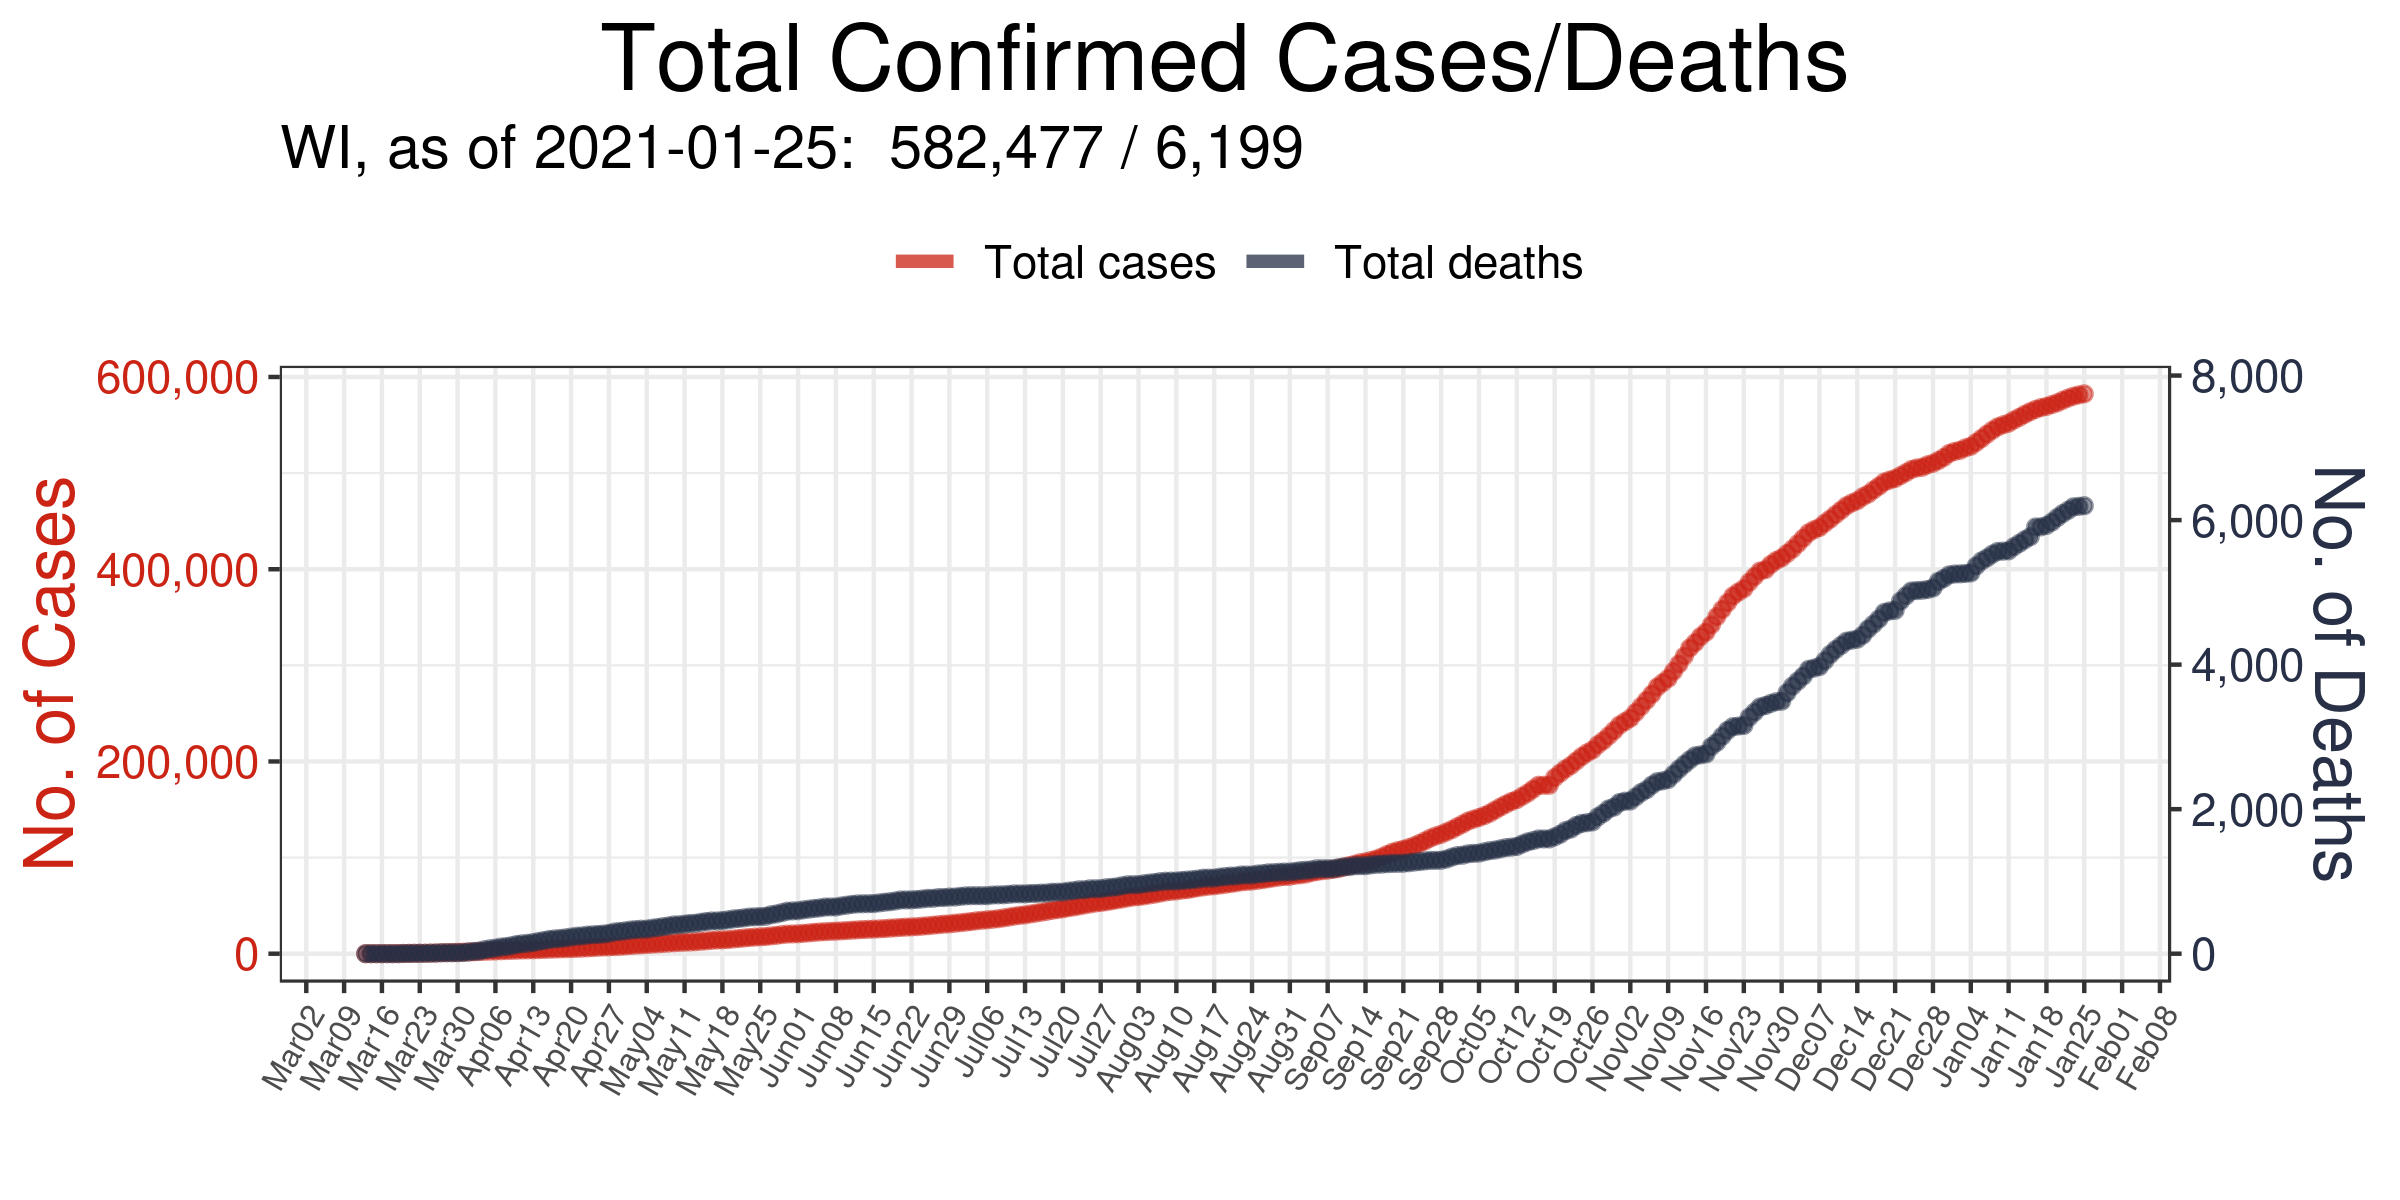 Total Confirmed Cases/Deaths
WI, as of 2021-01-25:  582,477 / 6,199
Total cases
Total deaths
No. of Cases
600,000
400,000
200,000
0
8,000
6,000
4,000
2,000
0
No. of Deaths
Mar02
Mar09
Mar16
Mar23
Mar30
Apr06
Apr13
Apr20
Apr27
May04
May11
May18
May25
Jun01
Jun08
Jun15
Jun22
Jun29
Jul06
Jul13
Jul20
Jul27
Aug03
Aug10
Aug17
Aug24
Aug31
Sep07
Sep14
Sep21
Sep28
Oct05
Oct12
Oct19
Oct26
Nov02
Nov09
Nov16
Nov23
Nov30
Dec07
Dec14
Dec21
Dec28
Jan04
Jan11
Jan18
Jan25
Feb01
Feb08